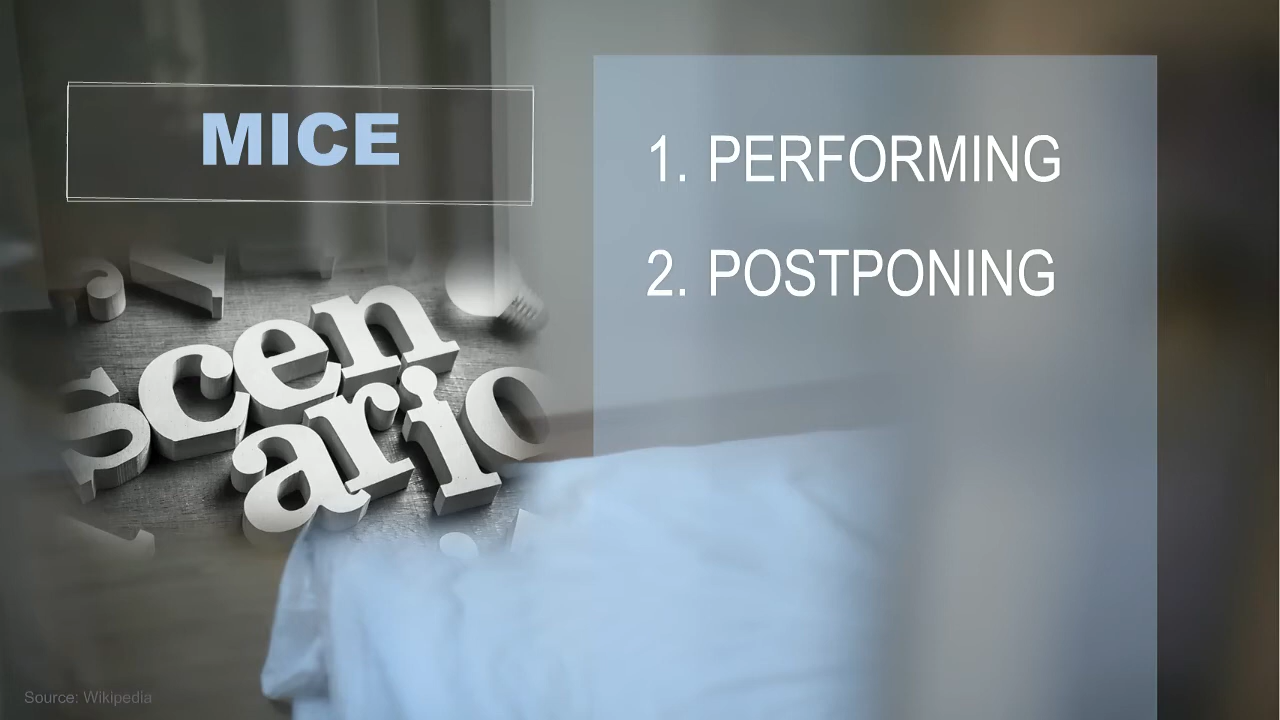 MICE
1. PERFORMING
2. POSTPONING
scen
ario
Source: Wikipedia